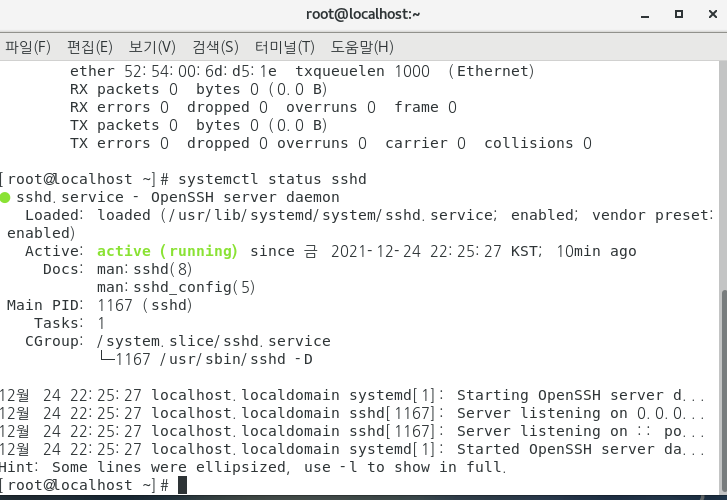 root@localhost:~
파일(F) 편집(E) 보기(V) 검색(S) 터미널(T) 도움말(H)
ether 52:54:00:6d:d5:1e txqueuelen 1000 (Ethernet)
RX packets 0 bytes 0 (0.0 B)
RX errors 0 dropped 0 overruns 0 frame 0
TX packets 0 bytes 0 (0.0 B)
TX errors 0 dropped 0 overruns 0 carrier 0 collisions 0
[root@localhost ~]# systemctl status sshd
● sshd.service - OpenSSH server daemon
Loaded: loaded (/usr/lib/systemd/system/sshd.service; enabled; vendor preset:
enabled)
Active: active (running) since 금 2021-12-24 22:25:27 KST; 10min ago
Docs: man:sshd(8)
man:sshd_config(5)
Main PID: 1167 (sshd)
Tasks: 1
CGroup: /system.slice/sshd.service
└─1167 /usr/sbin/sshd -D
12월 24 22:25:27 localhost.localdomain systemd[1]: Starting OpenSSH server d...
12월 24 22:25:27 localhost.localdomain sshd[1167]: Server listening on 0.0.0...
12월 24 22:25:27 localhost.localdomain sshd[1167]: Server listening on :: po...
12월 24 22:25:27 localhost.localdomain systemd[1]: Started OpenSSH server da...
Hint: Some lines were ellipsized, use -l to show in full.
[root@localhost ~]#